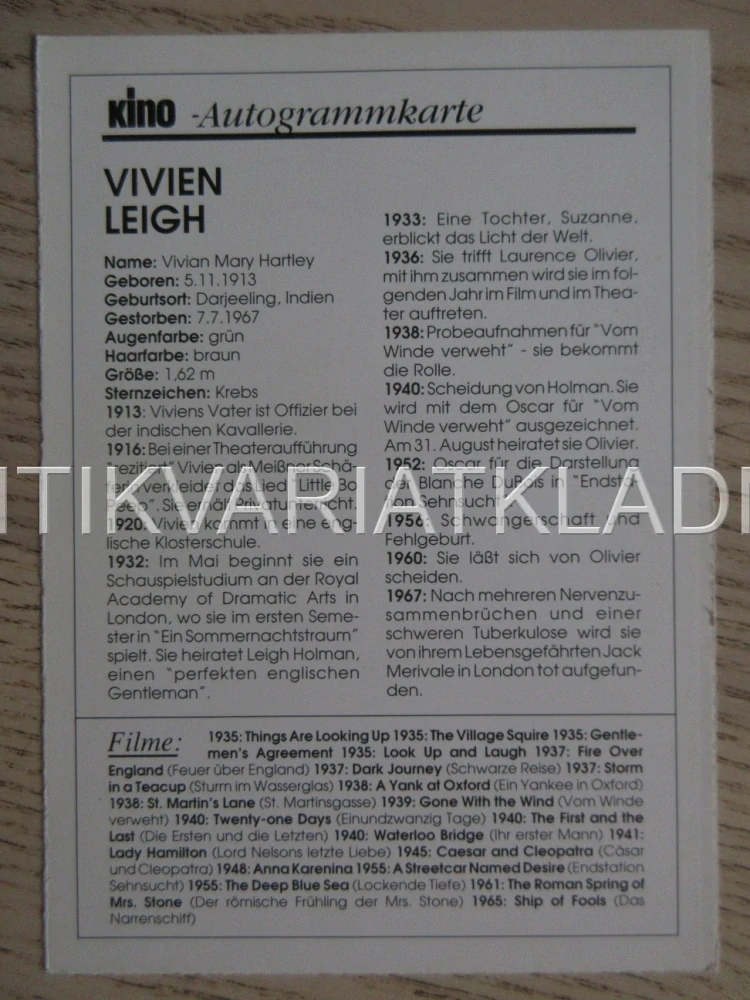 Kino -Autogrammkarte
VIVIEN
LEIGH
Name: Vivian Mary Hartley
Geboren: 5.11.1913
Geburtsort: Darjeeling, Indien
Gestorben: 7.7.1967
Augenfarbe: grün
Haarfarbe: braun
Größe: 1,62 m
Sternzeichen: Krebs
1913: Viviens Vater ist Offizier bei
der indischen Kavallerie.
1916: Bei einer Theateraufführung
rezitiert Vivien als Meißner Schä-
ferin verkleidet das Lied "Little Bo
Peep". Sie erhält Privatunterricht.
1920: Vivien kommt in eine eng-
lische Klosterschule.
1932: Im Mai beginnt sie ein
Schauspielstudium an der Royal
Academy of Dramatic Arts in
London, wo sie im ersten Seme-
ster in "Ein Sommernachtstraum"
spielt. Sie heiratet Leigh Holman,
einen "perfekten englischen
Gentleman".
1933: Eine Tochter, Suzanne,
erblickt das Licht der Welt.
1936: Sie trifft Laurence Olivier,
mit ihm zusammen wird sie im fol-
genden Jahr im Film und im Thea-
ter auftreten.
1938: Probeaufnahmen für "Vom
Winde verweht" - sie bekommt
die Rolle.
1940: Scheidung von Holman. Sie
wird mit dem Oscar für "Vom
Winde verweht" ausgezeichnet.
Am 31. August heiratet sie Olivier.
1952: Oscar für die Darstellung
der Blanche DuBois in "Endsta-
tion Sehnsucht".
1956: Schwangerschaft und
Fehlgeburt.
1960: Sie läßt sich von Olivier
scheiden.
1967: Nach mehreren Nervenzu-
sammenbrüchen und einer
schweren Tuberkulose wird sie
von ihrem Lebensgefährten Jack
Merivale in London tot aufgefun-
den.
NTIKVARIAT KLADN
Filme: 1935: Things Are Looking Up 1935: The Village Squire 1935: Gentle-
men's Agreement 1935: Look Up and Laugh 1937: Fire Over
England (Feuer über England) 1937: Dark Journey (Schwarze Reise) 1937: Storm
in a Teacup (Sturm im Wasserglas) 1938: A Yank at Oxford (Ein Yankee in Oxford)
1938: St. Martin's Lane (St. Martinsgasse) 1939: Gone With the Wind (Vom Winde
verweht) 1940: Twenty-one Days (Einundzwanzig Tage) 1940: The First and the
Last (Die Ersten und die Letzten) 1940: Waterloo Bridge (Ihr erster Mann) 1941:
Lady Hamilton (Lord Nelsons letzte Liebe) 1945: Caesar and Cleopatra (Cäsar
und Cleopatra) 1948: Anna Karenina 1955: A Streetcar Named Desire (Endstation
Sehnsucht) 1955: The Deep Blue Sea (Lockende Tiefe) 1961: The Roman Spring of
Mrs. Stone (Der römische Frühling der Mrs. Stone) 1965: Ship of Fools (Das
Narrenschiff)